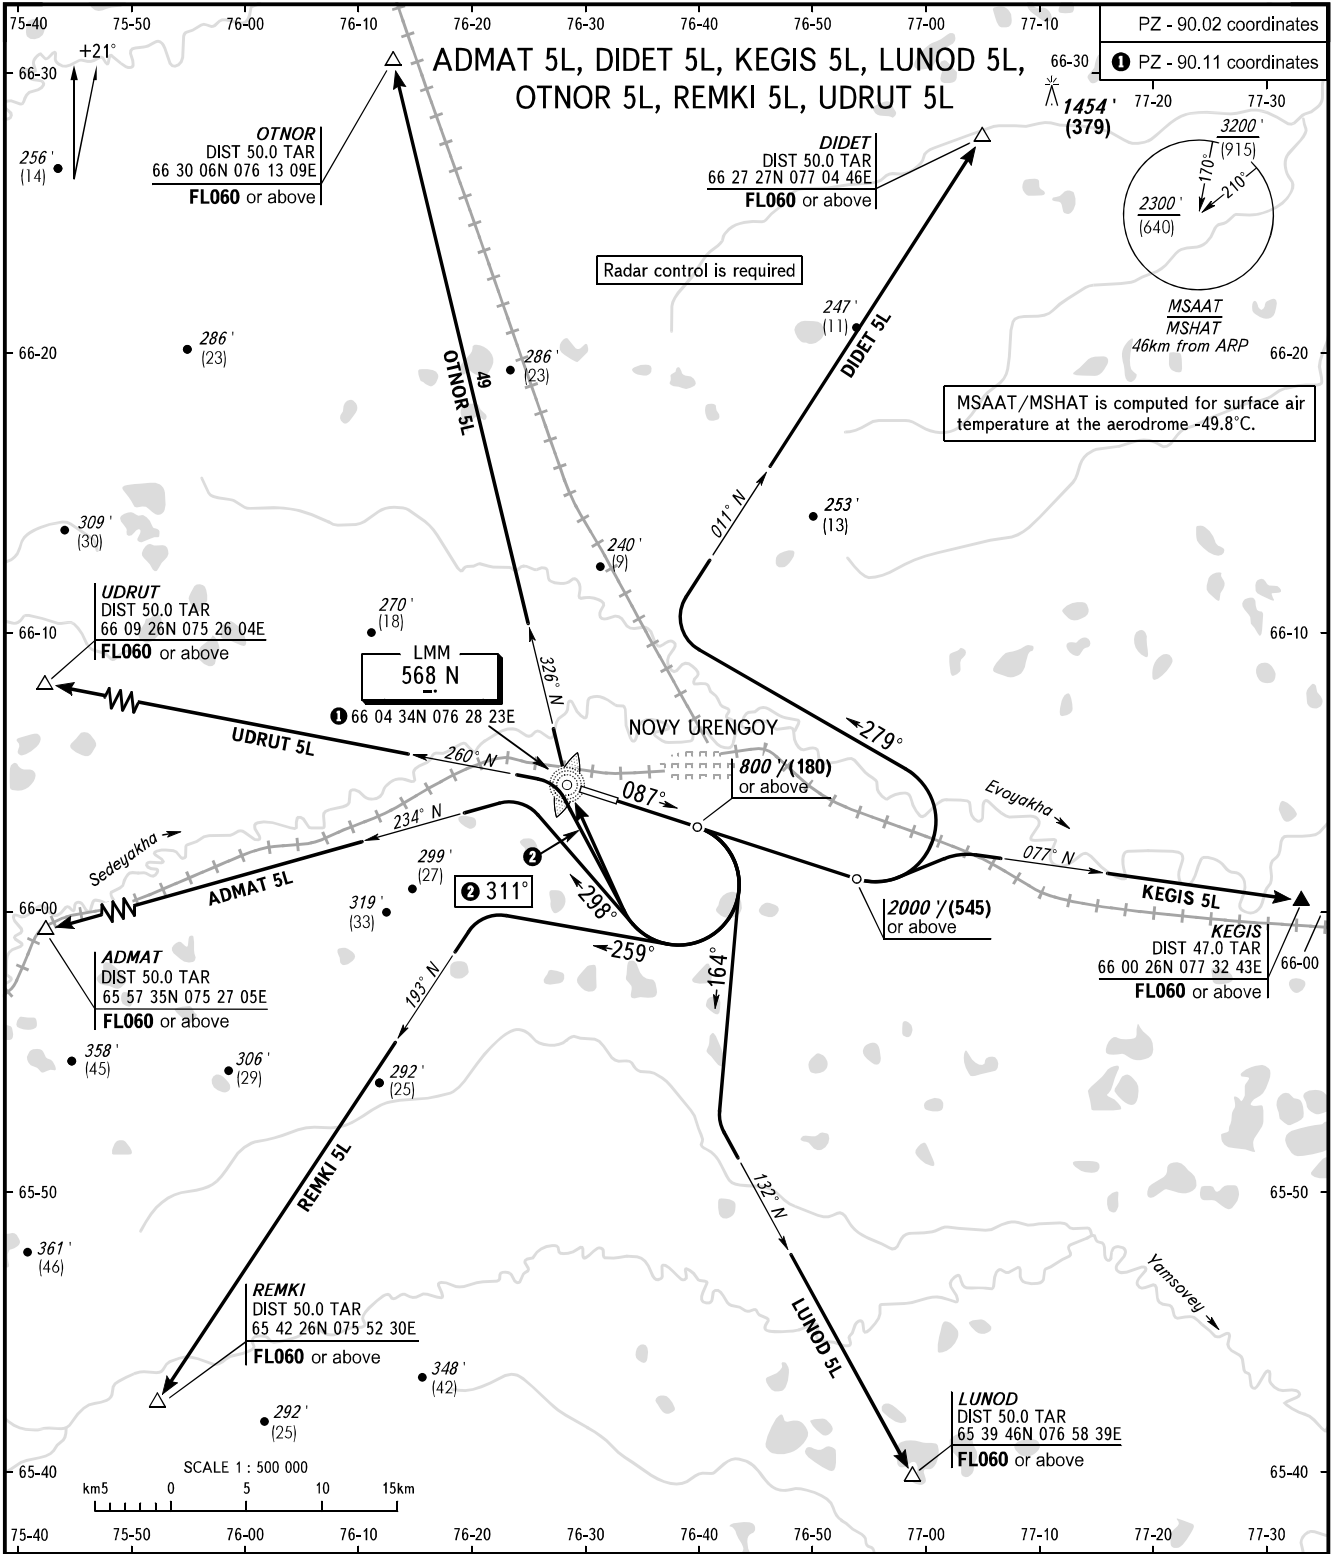 75-40
75-50
76-00
76-10
76-20
76-30
76-40
76-50
77-00
77-10
PZ - 90.02 coordinates
❶ PZ - 90.11 coordinates
+21°
66-30
ADMAT 5L, DIDET 5L, KEGIS 5L, LUNOD 5L,
OTNOR 5L, REMKI 5L, UDRUT 5L
66-30
77-20
77-30
1454'
(379)
256'
(14)
OTNOR
DIST 50.0 TAR
66 30 06N 076 13 09E
FL060 or above
DIDET
DIST 50.0 TAR
66 27 27N 077 04 46E
FL060 or above
3200'
(915)
170°
210°
2300'
(640)
MSAAT
MSHAT
46km from ARP
Radar control is required
247'
(11)
DIDET 5L
286'
(23)
286'
(23)
49
OTNOR 5L
66-20
66-20
MSAAT/MSHAT is computed for surface air
temperature at the aerodrome -49.8°C.
011° N
253'
(13)
309'
(30)
240'
(9)
UDRUT
DIST 50.0 TAR
66 09 26N 075 26 04E
FL060 or above
270'
(18)
66-10
66-10
LMM
568 N
❶ 66 04 34N 076 28 23E
326° N
NOVY URENGOY
279°
UDRUT 5L
260° N
800'/(180)
or above
087°
Evoyakha
234° N
Sedeyakha
077° N
❷
299'
(27)
ADMAT 5L
❷ 311°
298°
319'
(33)
KEGIS 5L
66-00
2000'/(545)
or above
KEGIS
DIST 47.0 TAR
66 00 26N 077 32 43E
FL060 or above
66-00
259°
164°
ADMAT
DIST 50.0 TAR
65 57 35N 075 27 05E
FL060 or above
193° N
358'
(45)
306'
(29)
292'
(25)
REMKI 5L
132° N
65-50
65-50
361'
(46)
Yamsovey
REMKI
DIST 50.0 TAR
65 42 26N 075 52 30E
FL060 or above
LUNOD 5L
348'
(42)
292'
(25)
LUNOD
DIST 50.0 TAR
65 39 46N 076 58 39E
FL060 or above
65-40
65-40
SCALE 1 : 500 000
km5 0 5 10 15km
75-40
75-50
76-00
76-10
76-20
76-30
76-40
76-50
77-00
77-10
77-20
77-30